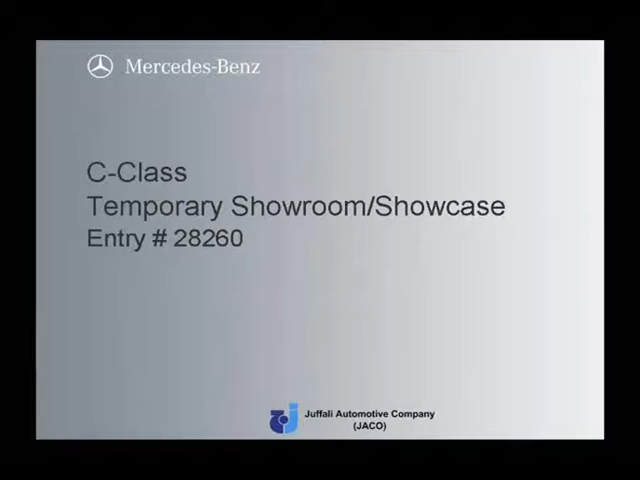 Mercedes-Benz
C-Class
Temporary Showroom/Showcase
Entry # 28260
Juffali Automotive Company
(JACO)